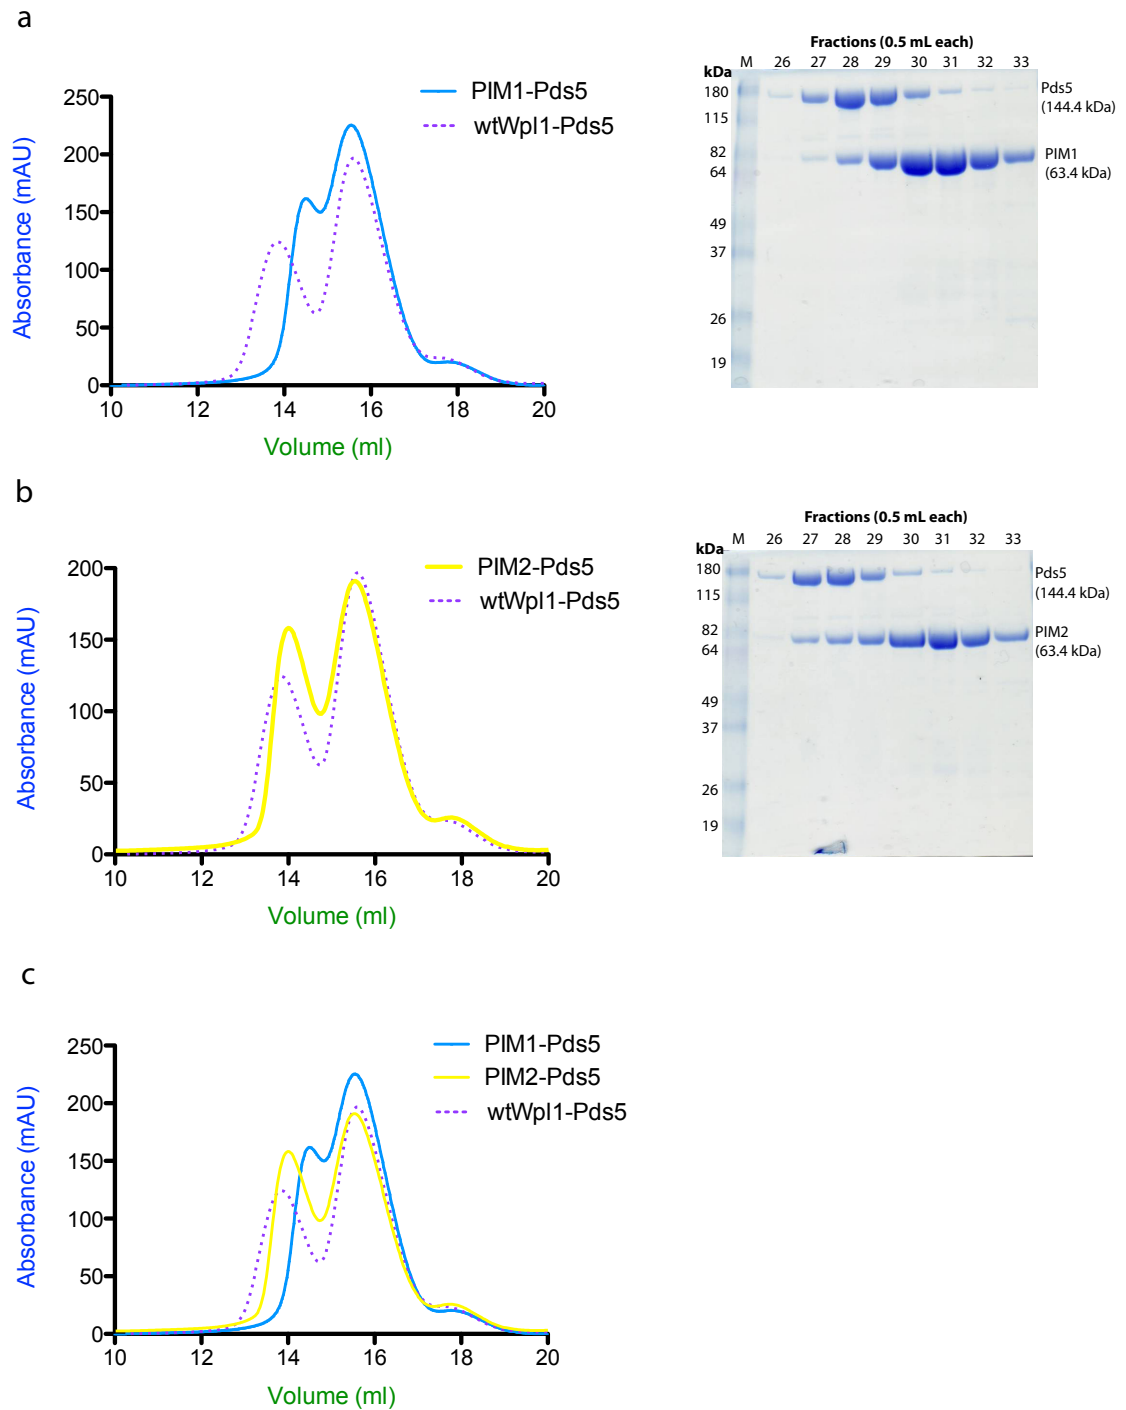 a
PIM1-Pds5
wtWpl1-Pds5
Absorbance (mAU)
250
200
150
100
50
0
10 12 14 16 18 20
Volume (ml)
Fractions (0.5 mL each)
kDa M 26 27 28 29 30 31 32 33
180
115
82
64
49
37
26
19
Pds5
(144.4 kDa)
PIM1
(63.4 kDa)
b
PIM2-Pds5
wtWpl1-Pds5
Absorbance (mAU)
200
150
100
50
0
10 12 14 16 18 20
Volume (ml)
Fractions (0.5 mL each)
kDa M 26 27 28 29 30 31 32 33
180
115
82
64
49
37
26
19
Pds5
(144.4 kDa)
PIM2
(63.4 kDa)
c
PIM1-Pds5
PIM2-Pds5
wtWpl1-Pds5
Absorbance (mAU)
250
200
150
100
50
0
10 12 14 16 18 20
Volume (ml)